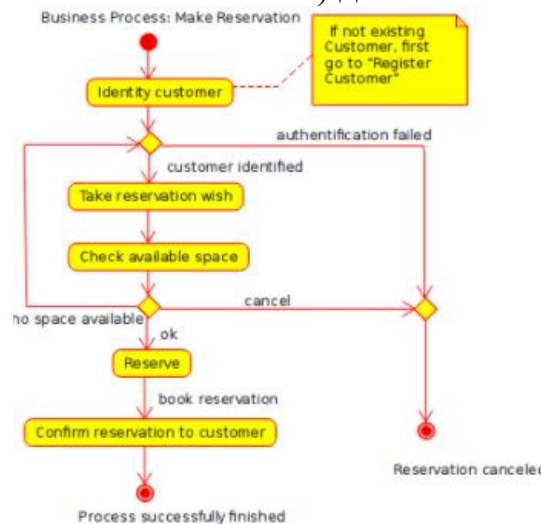 Business Process: Make Reservation
If not existing
Customer, first
go to "Register
Customer"
Identity customer
authentification failed
customer identified
Take reservation wish
Check available space
cancel
no space available
ok
Reserve
book reservation
Confirm reservation to customer
Reservation canceled
Process successfully finished